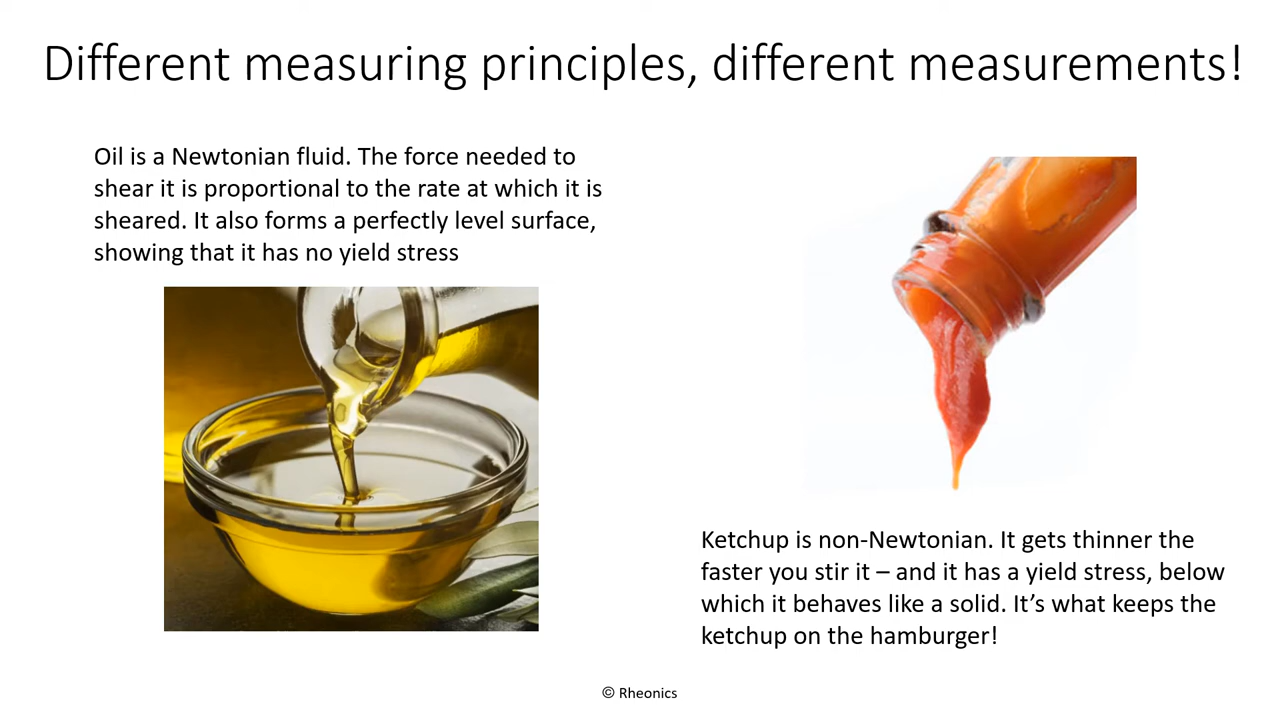 Different measuring principles, different measurements!
Oil is a Newtonian fluid. The force needed to
shear it is proportional to the rate at which it is
sheared. It also forms a perfectly level surface,
showing that it has no yield stress
Ketchup is non-Newtonian. It gets thinner the
faster you stir it – and it has a yield stress, below
which it behaves like a solid. It’s what keeps the
ketchup on the hamburger!
© Rheonics